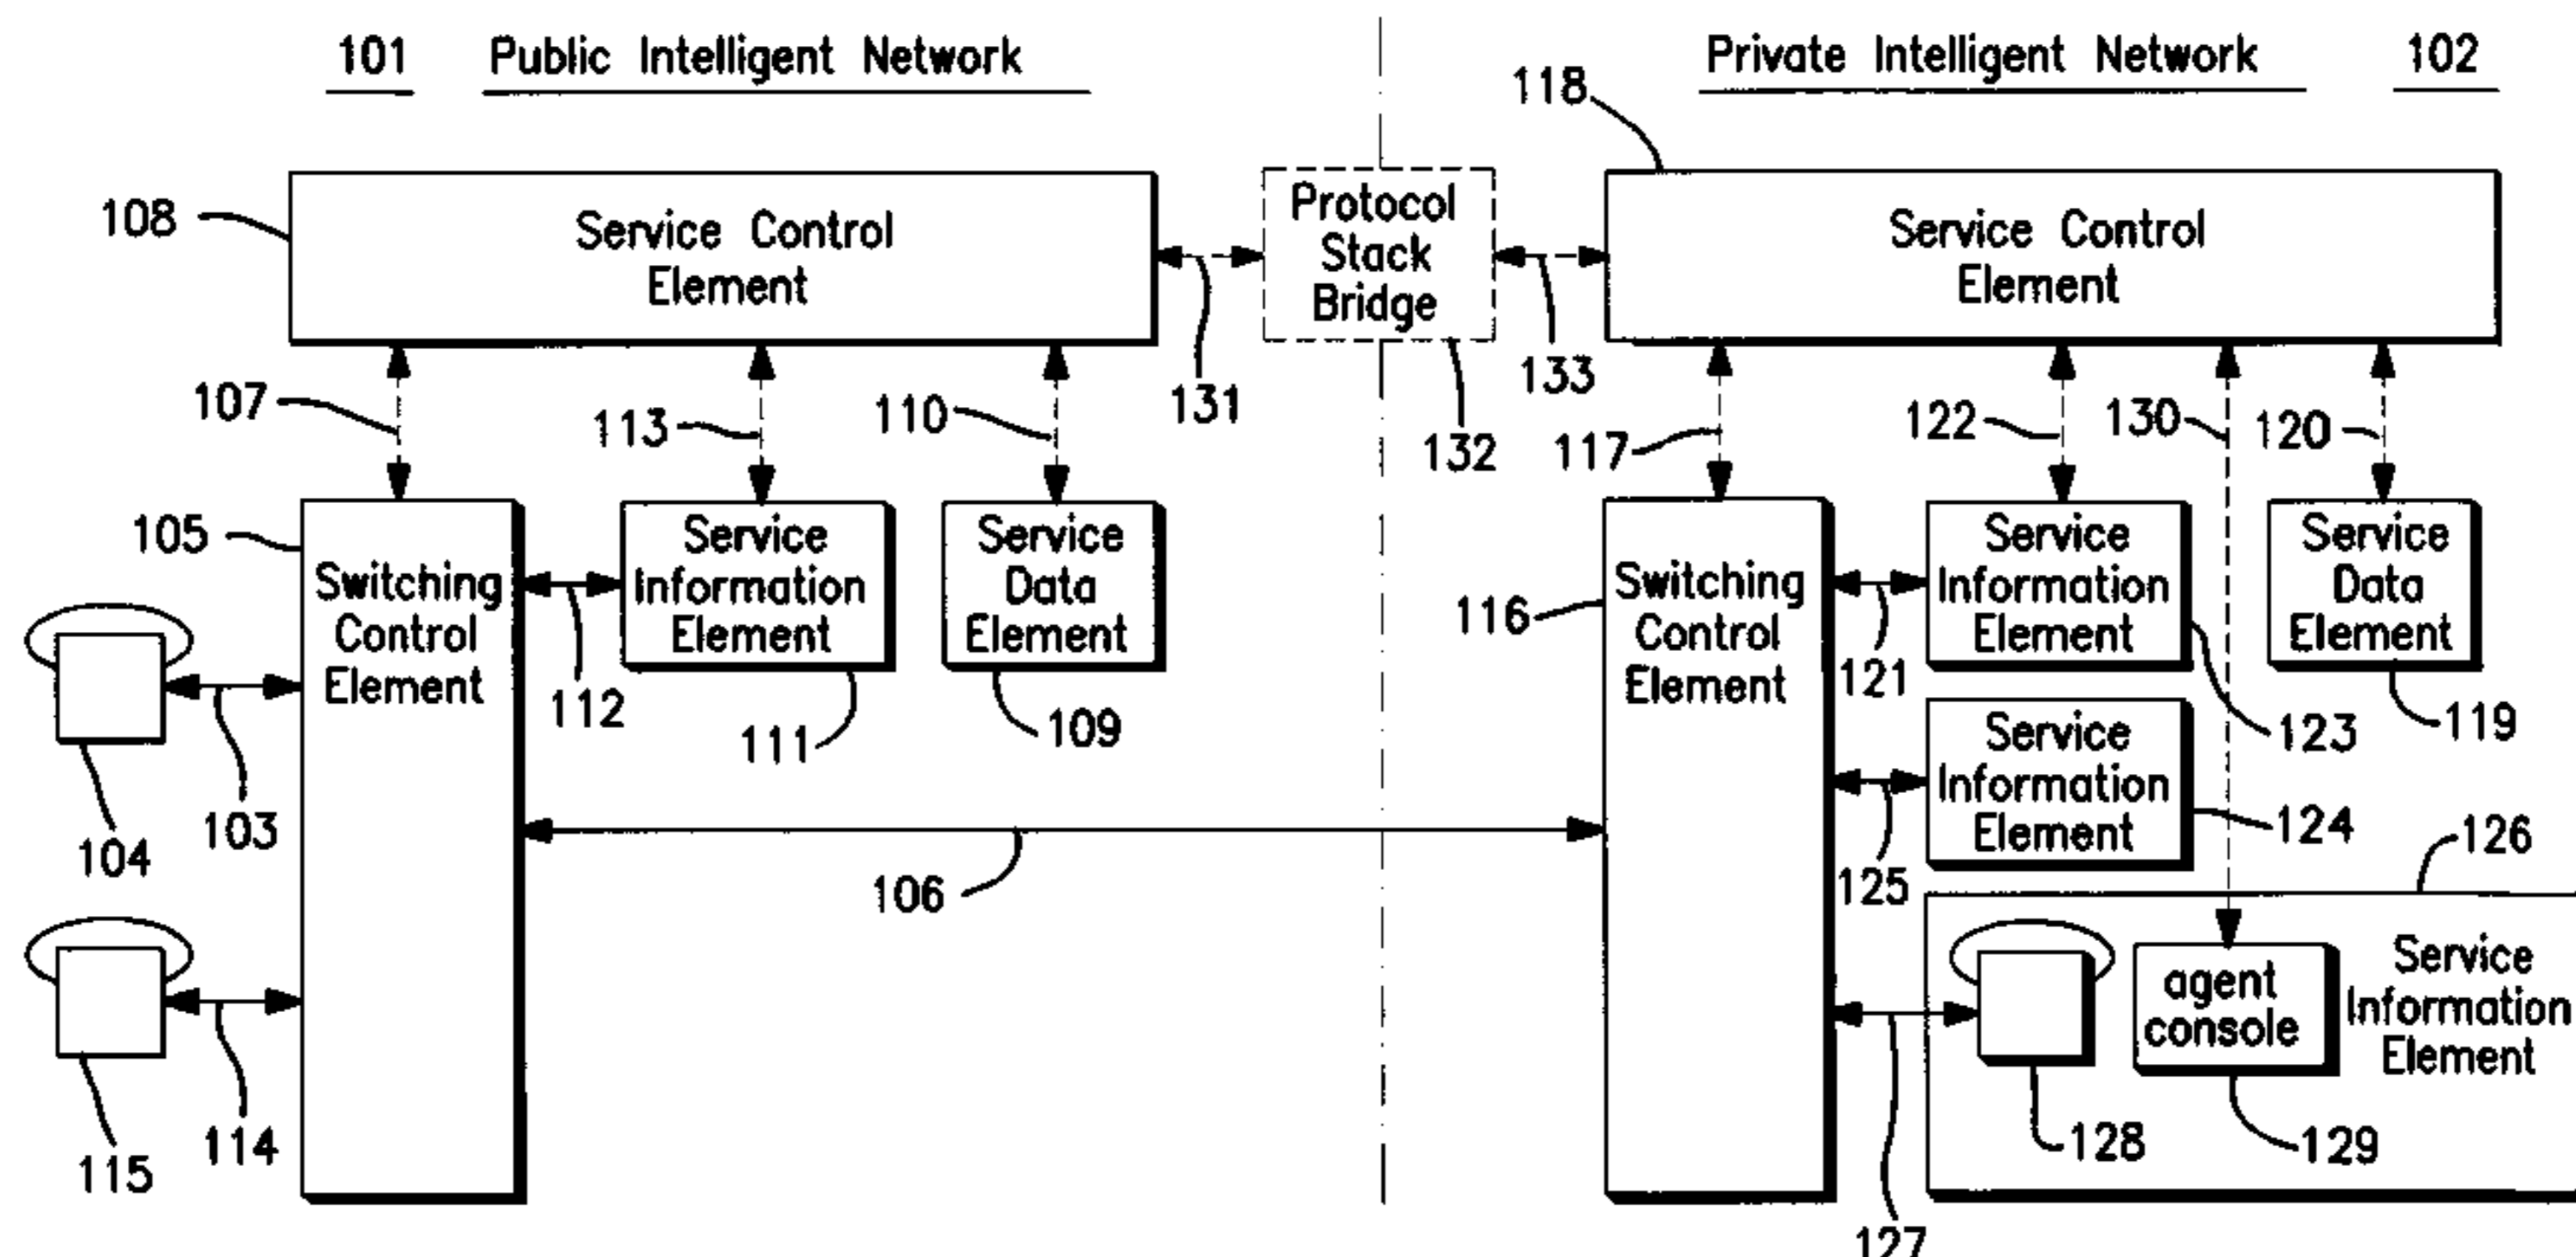 101 Public Intelligent Network
Private Intelligent Network 102
118
108
Service Control
Element
Protocol
Stack
Bridge
Service Control
Element
107
113
110
131
132
133
117
122
130
120
105
Switching
Control
Element
Service
Information
Element
Service
Data
Element
112
111
109
104
103
106
115
114
116
Switching
Control
Element
121
Service
Information
Element
Service
Data
Element
123
119
125
Service
Information
Element
124
126
agent
console
Service
Information
Element
128
129
127